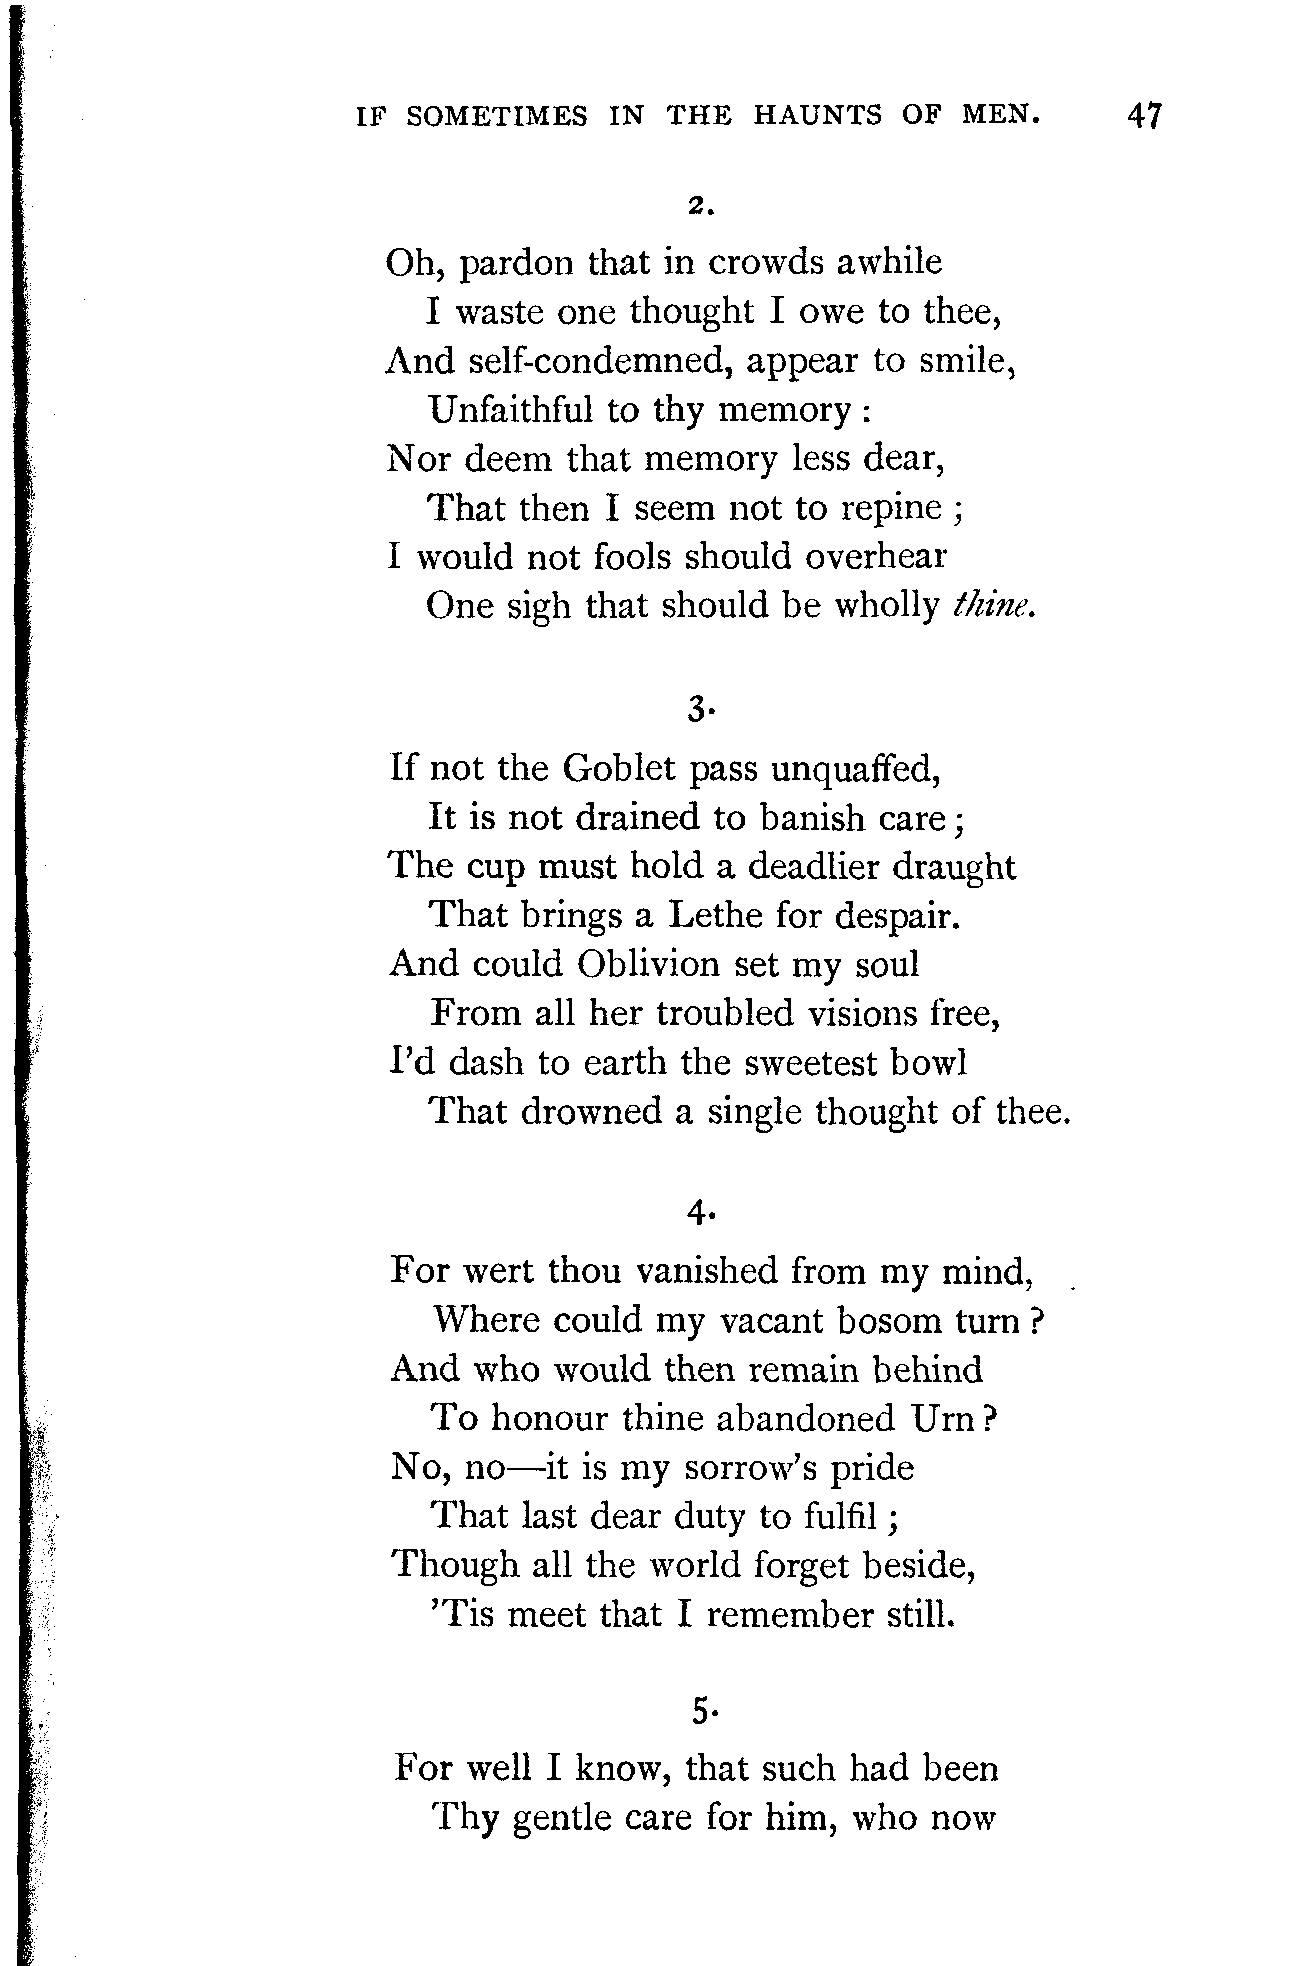 IF SOMETIMES IN THE HAUNTS OF MEN. 47
2.
Oh, pardon that in crowds awhile
I waste one thought I owe to thee,
And self-condemned, appear to smile,
Unfaithful to thy memory :
Nor deem that memory less dear,
That then I seem not to repine ;
I would not fools should overhear
One sigh that should be wholly thine.
3.
If not the Goblet pass unquaffed,
It is not drained to banish care ;
The cup must hold a deadlier draught
That brings a Lethe for despair.
And could Oblivion set my soul
From all her troubled visions free,
I'd dash to earth the sweetest bowl
That drowned a single thought of thee.
4.
For wert thou vanished from my mind,
Where could my vacant bosom turn ?
And who would then remain behind
To honour thine abandoned Urn ?
No, no—it is my sorrow's pride
That last dear duty to fulfil ;
Though all the world forget beside,
'Tis meet that I remember still.
5.
For well I know, that such had been
Thy gentle care for him, who now